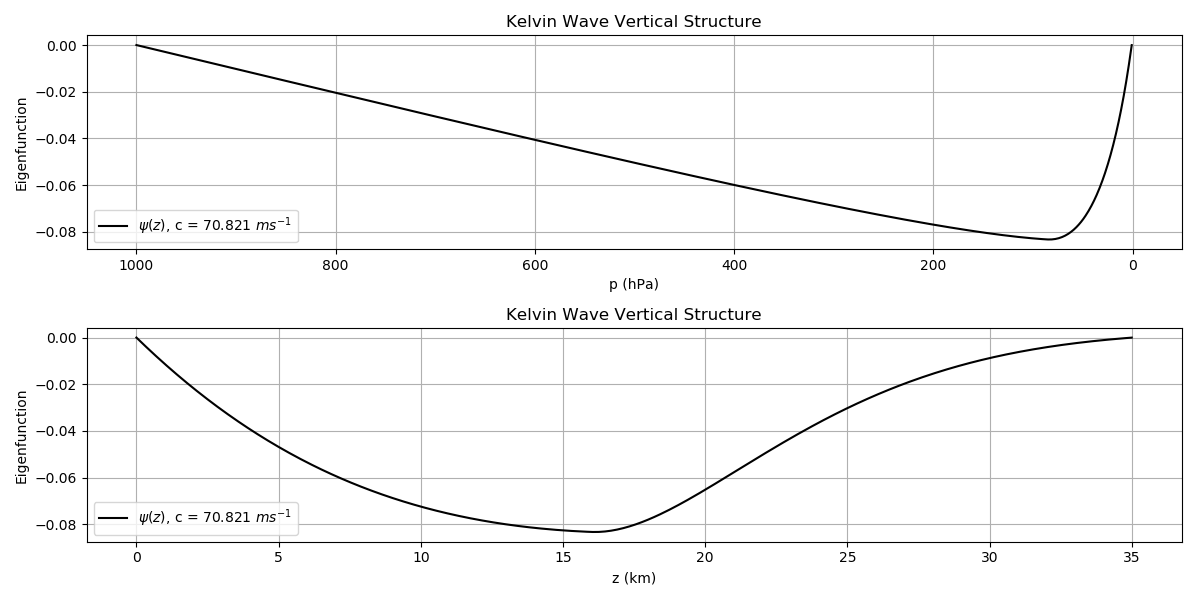 Kelvin Wave Vertical Structure
0.00
−0.02
−0.04
−0.06
−0.08
Eigenfunction
ψ(z), c = 70.821 ms⁻¹
1000 800 600 400 200 0
p (hPa)
Kelvin Wave Vertical Structure
0.00
−0.02
−0.04
−0.06
−0.08
Eigenfunction
ψ(z), c = 70.821 ms⁻¹
0 5 10 15 20 25 30 35
z (km)